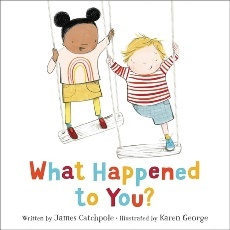 What Happened
to You?
Written by James Catchpole • Illustrated by Karen George